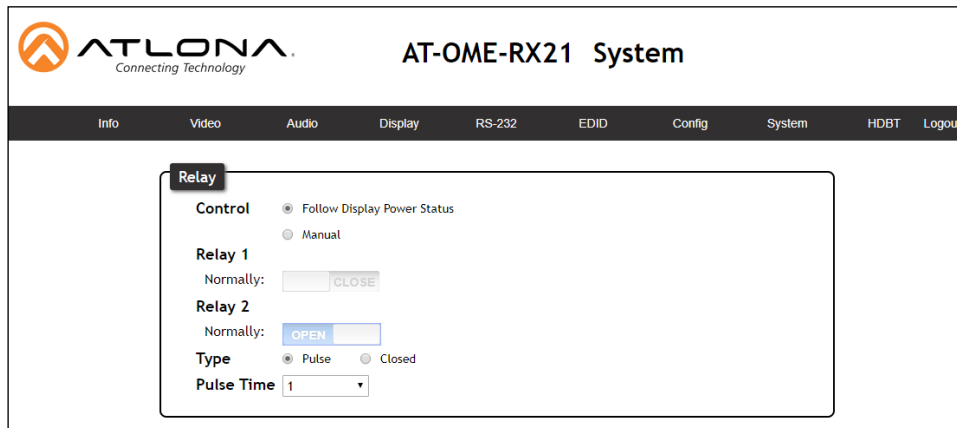 ATLONA.
Connecting Technology
AT-OME-RX21 System
Info Video Audio Display RS-232 EDID Config System HDBT Logou
Relay
Control Follow Display Power Status
Manual
Relay 1
Normally: CLOSE
Relay 2
Normally: OPEN
Type Pulse Closed
Pulse Time 1